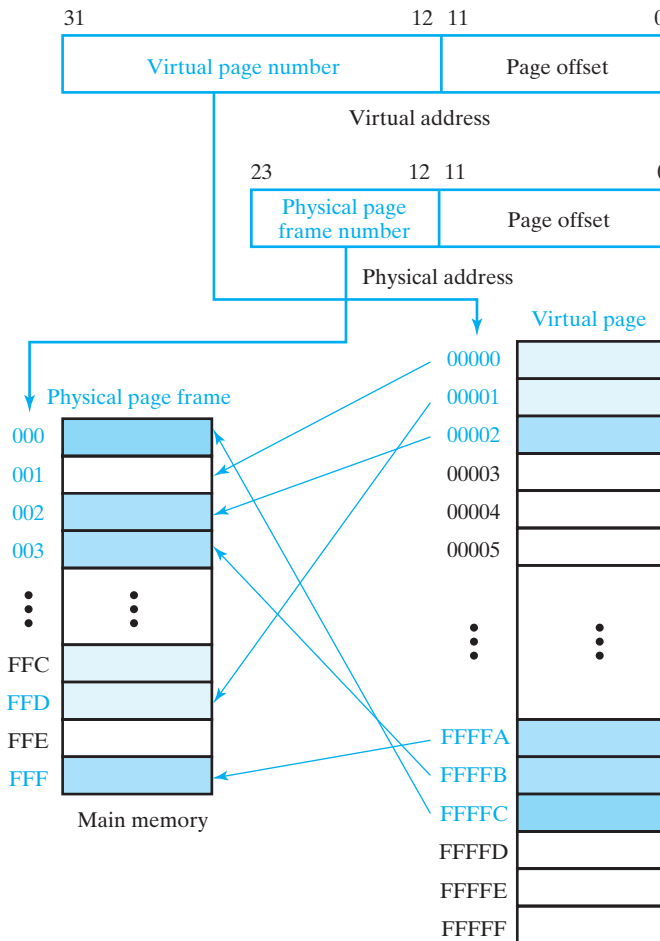 31 12 11 0
Virtual page number Page offset
Virtual address
23 12 11 0
Physical page
frame number
Page offset
Physical address
Virtual page
00000
00001
00002
00003
00004
00005
FFFFA
FFFFB
FFFFC
FFFFD
FFFFE
FFFFF
Physical page frame
000
001
002
003
FFC
FFD
FFE
FFF
Main memory